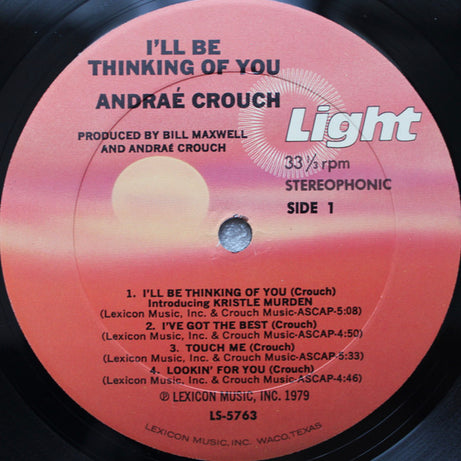 I'LL BE
THINKING OF YOU
ANDRAÉ CROUCH
PRODUCED BY BILL MAXWELL
AND ANDRAÉ CROUCH
Light
33⅓ rpm
STEREOPHONIC
SIDE 1
1. I'LL BE THINKING OF YOU (Crouch)
Introducing KRISTLE MURDEN
(Lexicon Music, Inc. & Crouch Music-ASCAP-5:08)
2. I'VE GOT THE BEST (Crouch)
(Lexicon Music, Inc. & Crouch Music-ASCAP-4:50)
3. TOUCH ME (Crouch)
(Lexicon Music, Inc. & Crouch Music-ASCAP-5:33)
4. LOOKIN' FOR YOU (Crouch)
(Lexicon Music, Inc. & Crouch Music-ASCAP-4:46)
℗ LEXICON MUSIC, INC. 1979
LS-5763
LEXICON MUSIC, INC. WACO, TEXAS